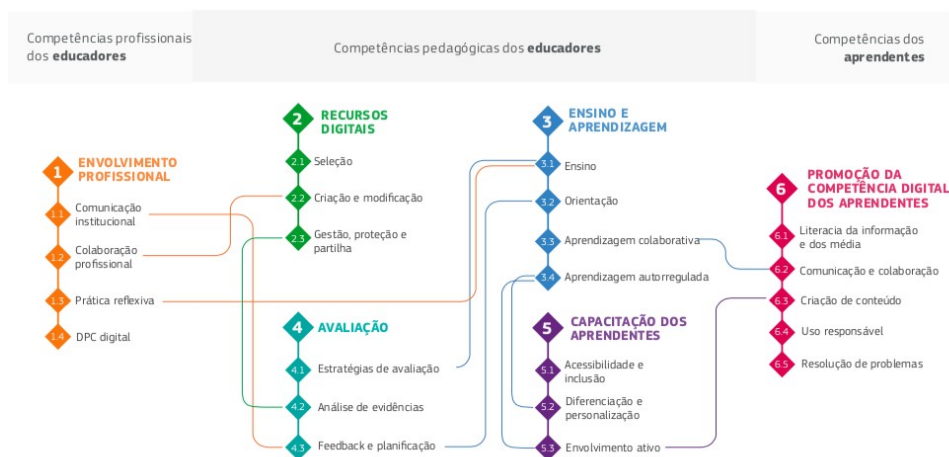 Competências profissionais
dos educadores
Competências pedagógicas dos educadores
Competências dos
aprendentes
1
ENVOLVIMENTO
PROFISSIONAL
1.1
Comunicação
institucional
1.2
Colaboração
profissional
1.3
Prática reflexiva
1.4
DPC digital
2
RECURSOS
DIGITAIS
2.1
Seleção
2.2
Criação e modificação
2.3
Gestão, proteção e
partilha
4
AVALIAÇÃO
4.1
Estratégias de avaliação
4.2
Análise de evidências
4.3
Feedback e planificação
3
ENSINO E
APRENDIZAGEM
3.1
Ensino
3.2
Orientação
3.3
Aprendizagem colaborativa
3.4
Aprendizagem autorregulada
5
CAPACITAÇÃO DOS
APRENDENTES
5.1
Acessibilidade e
inclusão
5.2
Diferenciação e
personalização
5.3
Envolvimento ativo
6
PROMOÇÃO DA
COMPETÊNCIA DIGITAL
DOS APRENDENTES
6.1
Literacia da informação
e dos média
6.2
Comunicação e colaboração
6.3
Criação de conteúdo
6.4
Uso responsável
6.5
Resolução de problemas